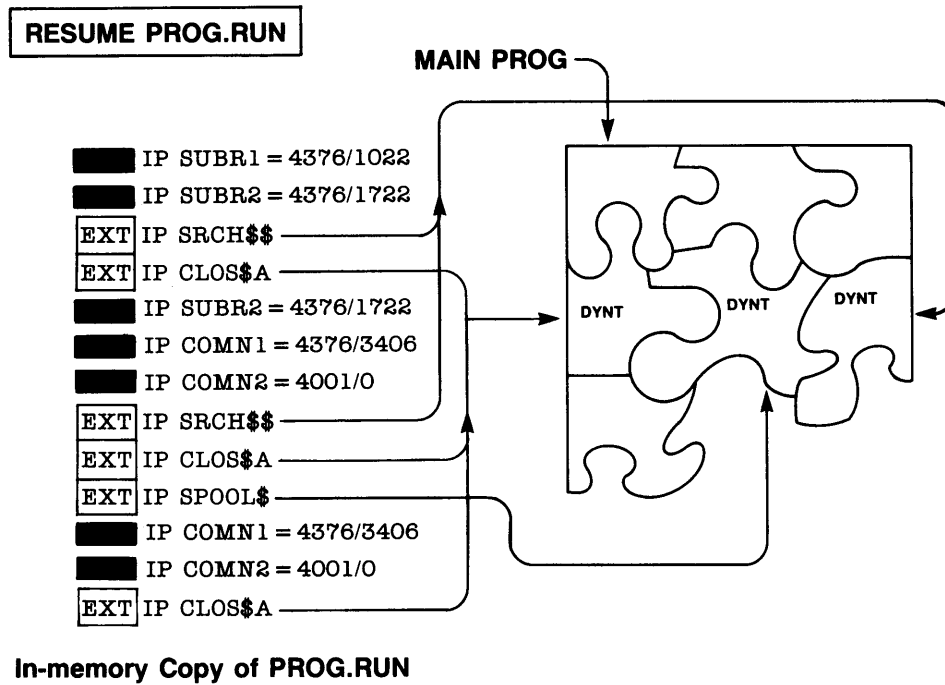 RESUME PROG.RUN
MAIN PROG
IP SUBR1 = 4376/1022
IP SUBR2 = 4376/1722
EXT IP SRCH$$
EXT IP CLOS$A
IP SUBR2 = 4376/1722
IP COMN1 = 4376/3406
IP COMN2 = 4001/0
EXT IP SRCH$$
EXT IP CLOS$A
EXT IP SPOOL$
IP COMN1 = 4376/3406
IP COMN2 = 4001/0
EXT IP CLOS$A
DYNT DYNT DYNT
In-memory Copy of PROG.RUN